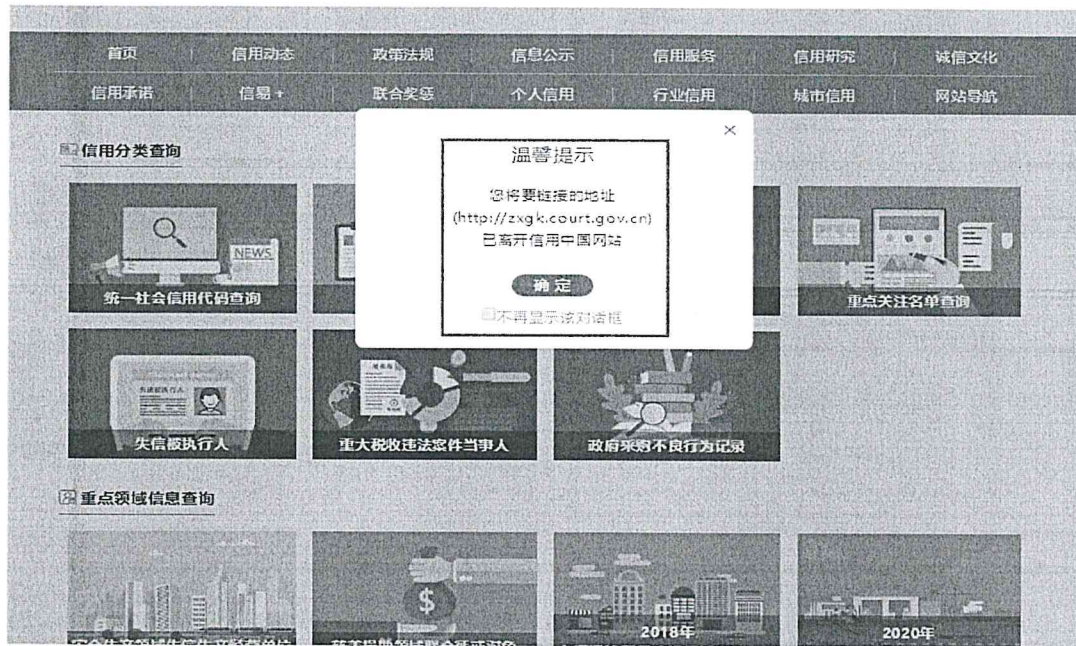 首页 信用动态 政策法规 信息公示 信用服务 信用研究 诚信文化
信用承诺 信易+ 联合奖惩 个人信用 行业信用 城市信用 网站导航
信用分类查询
温馨提示
您将要链接的地址
(http://zxgk.court.gov.cn)
已离开信用中国网站
确定
不再显示该对话框
NEWS
统一社会信用代码查询
重点关注名单查询
失信被执行人
失信被执行人 重大税收违法案件当事人 政府采购不良行为记录
重点领域信息查询
$
2018年 2020年